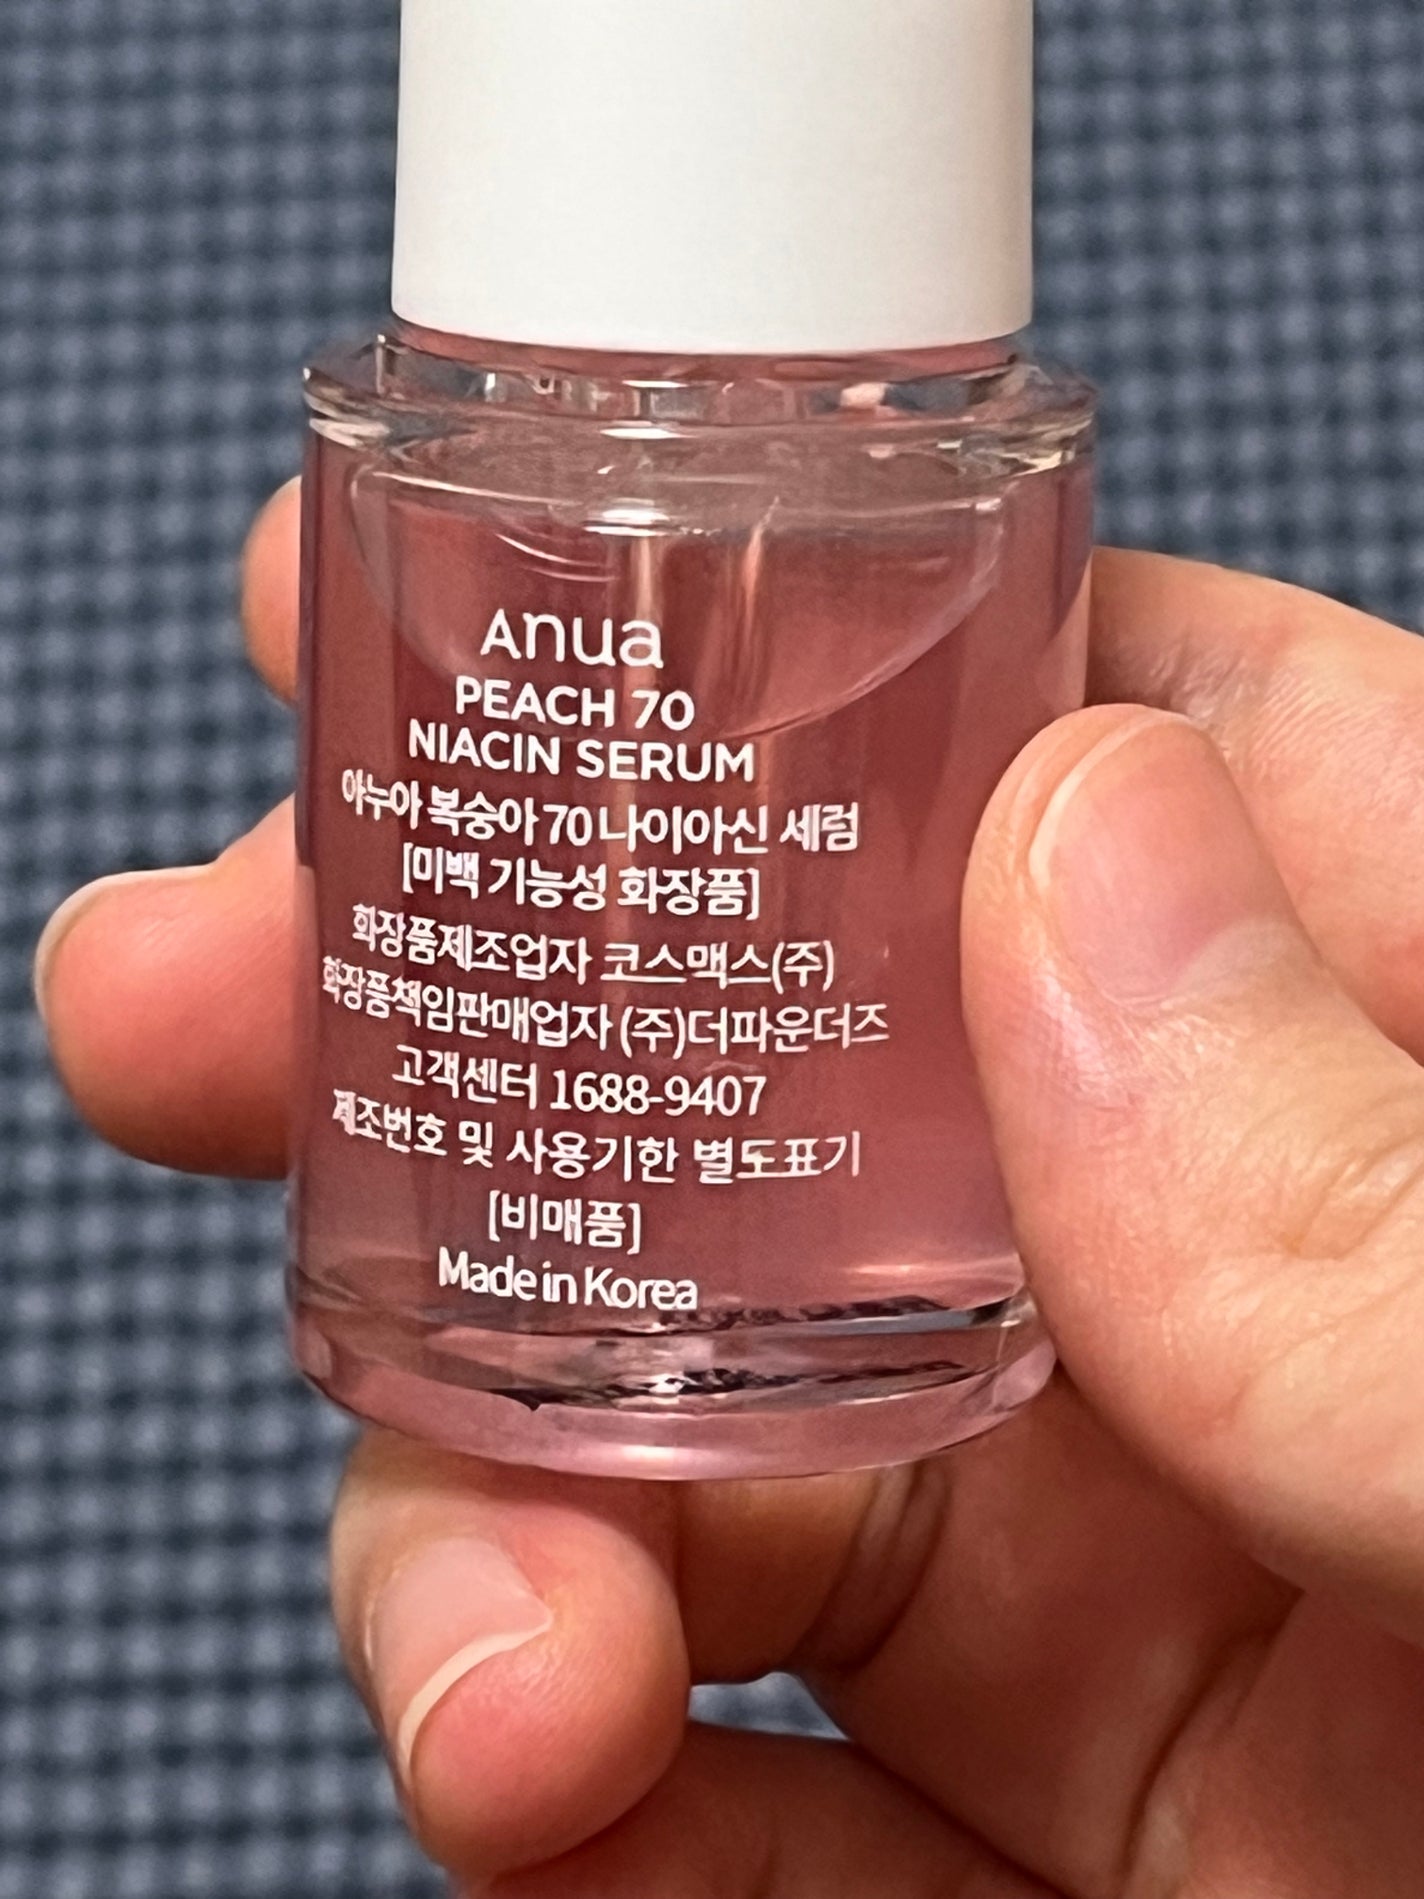 Anua
PEACH 70
NIACIN SERUM
아누아 복숭아 70 나이아신 세럼
[미백 기능성 화장품]
화장품제조업자 코스맥스(주)
화장품책임판매업자 (주)더파운더즈
고객센터 1688-9407
제조번호 및 사용기한 별도표기
[비매품]
Made in Korea